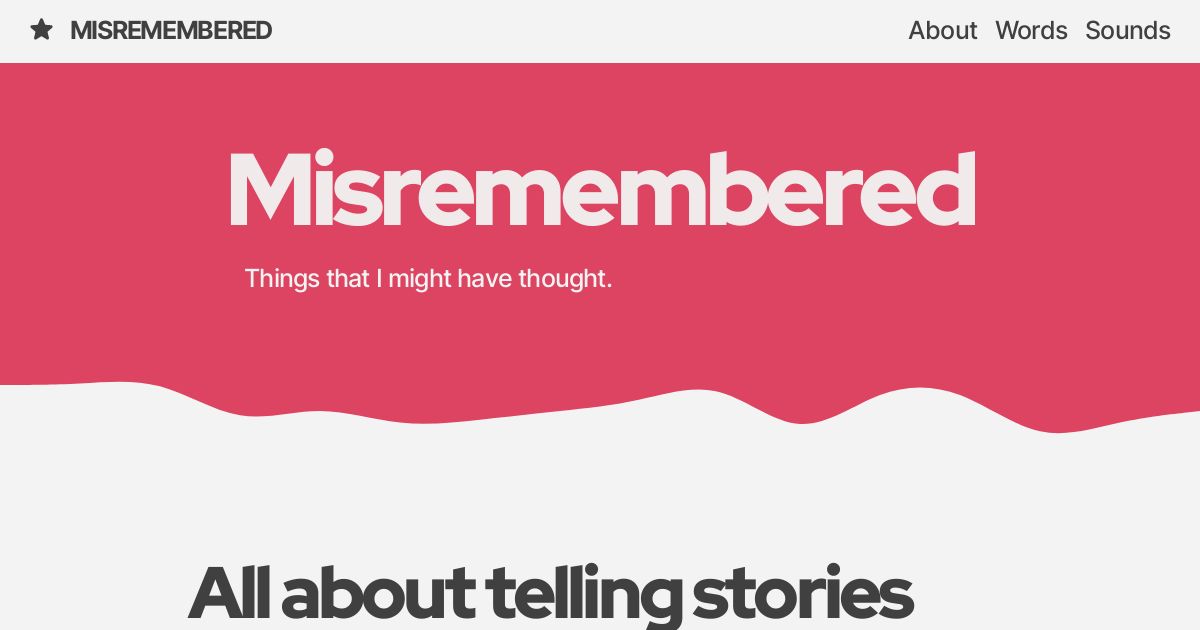 MISREMEMBERED
About Words Sounds
Misremembered
Things that I might have thought.
All about telling stories